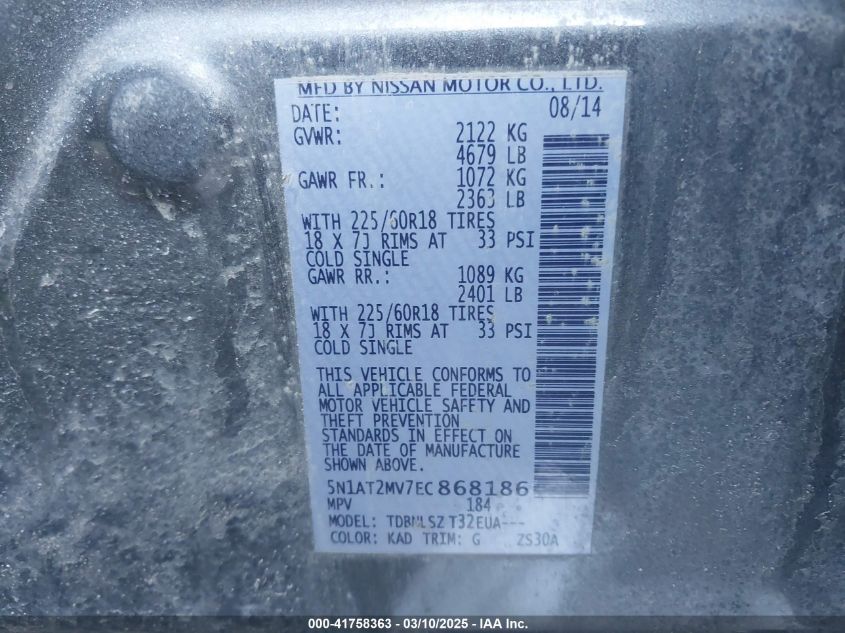 MFD BY NISSAN MOTOR CO., LTD.
DATE: 08/14
GVWR: 2122 KG
4679 LB
GAWR FR.: 1072 KG
2363 LB
WITH 225/60R18 TIRES
18 X 7J RIMS AT 33 PSI
COLD SINGLE
GAWR RR.: 1089 KG
2401 LB
WITH 225/60R18 TIRES
18 X 7J RIMS AT 33 PSI
COLD SINGLE
THIS VEHICLE CONFORMS TO
ALL APPLICABLE FEDERAL
MOTOR VEHICLE SAFETY AND
THEFT PREVENTION
STANDARDS IN EFFECT ON
THE DATE OF MANUFACTURE
SHOWN ABOVE.
5N1AT2MV7EC868186
MPV 184
MODEL: T32EUA---
COLOR: KAD TRIM: G ZS30A
000-41758363 - 03/10/2025 - IAA Inc.